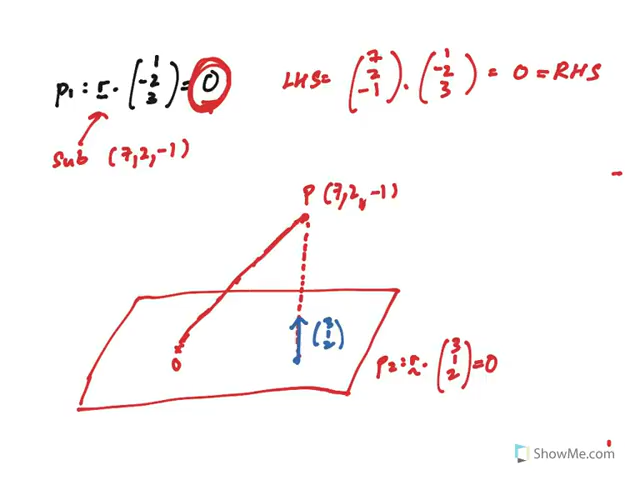 p₁ : r · (1 -2 3) = 0
LHS = (7 2 -1) · (1 -2 3) = 0 = RHS
Sub (7, 2, -1)
P (7, 2, -1)
(3 1 2)
O
p₂ : r · (3 1 2) = 0
ShowMe.com